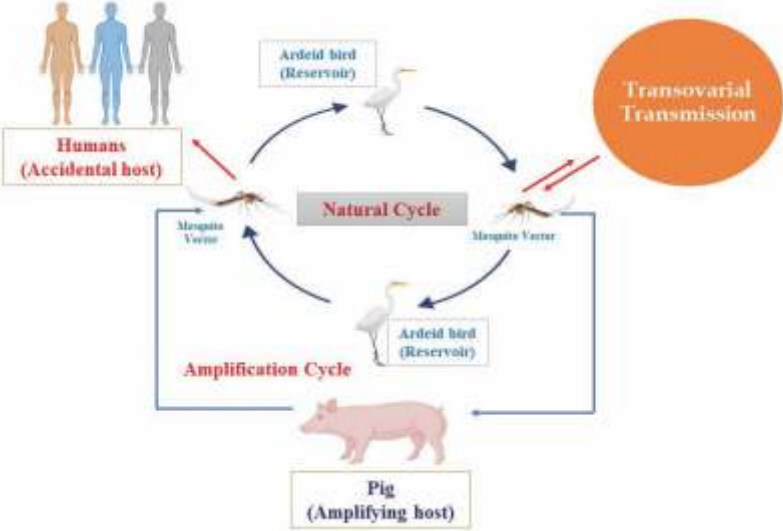 Ardeid bird
(Reservoir)
Transovarial
Transmission
Humans
(Accidental host)
Natural Cycle
Mosquito
Vector
Mosquito Vector
Ardeid bird
(Reservoir)
Amplification Cycle
Pig
(Amplifying host)